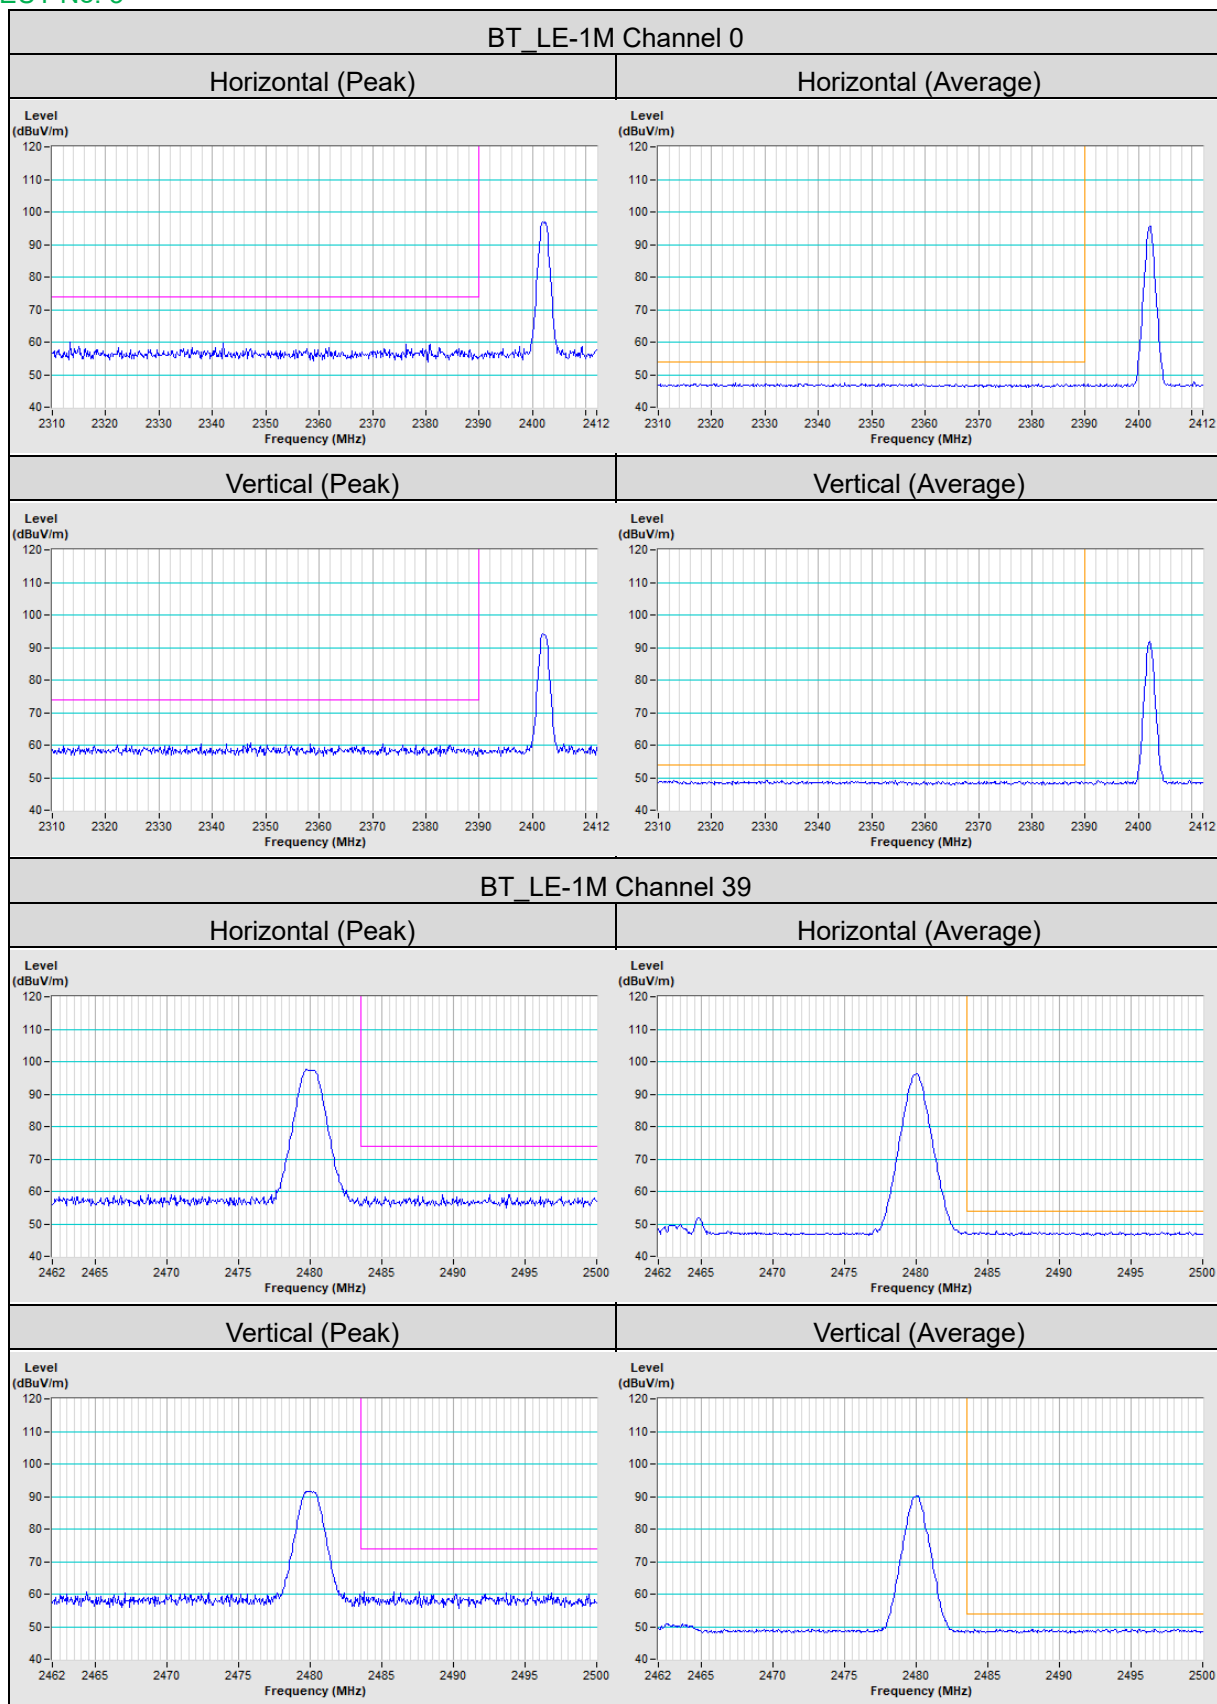 BT_LE-1M Channel 0
Horizontal (Peak) Horizontal (Average)
Level Level
(dBuV/m) (dBuV/m)
120 120
110 110
100 100
90 90
80 80
70 70
60 60
50 50
40 40
2310 2320 2330 2340 2350 2360 2370 2380 2390 2400 2412 2310 2320 2330 2340 2350 2360 2370 2380 2390 2400 2412
Frequency (MHz) Frequency (MHz)
Vertical (Peak) Vertical (Average)
Level Level
(dBuV/m) (dBuV/m)
120 120
110 110
100 100
90 90
80 80
70 70
60 60
50 50
40 40
2310 2320 2330 2340 2350 2360 2370 2380 2390 2400 2412 2310 2320 2330 2340 2350 2360 2370 2380 2390 2400 2412
Frequency (MHz) Frequency (MHz)
BT_LE-1M Channel 39
Horizontal (Peak) Horizontal (Average)
Level Level
(dBuV/m) (dBuV/m)
120 120
110 110
100 100
90 90
80 80
70 70
60 60
50 50
40 40
2462 2465 2470 2475 2480 2485 2490 2495 2500 2462 2465 2470 2475 2480 2485 2490 2495 2500
Frequency (MHz) Frequency (MHz)
Vertical (Peak) Vertical (Average)
Level Level
(dBuV/m) (dBuV/m)
120 120
110 110
100 100
90 90
80 80
70 70
60 60
50 50
40 40
2462 2465 2470 2475 2480 2485 2490 2495 2500 2462 2465 2470 2475 2480 2485 2490 2495 2500
Frequency (MHz) Frequency (MHz)